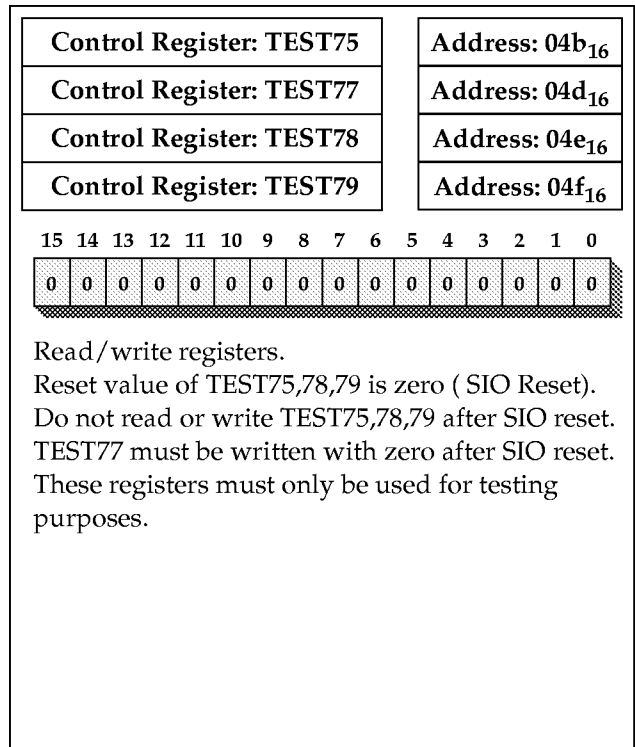 Control Register: TEST75 Address: 04b16
Control Register: TEST77 Address: 04d16
Control Register: TEST78 Address: 04e16
Control Register: TEST79 Address: 04f16
15 14 13 12 11 10 9 8 7 6 5 4 3 2 1 0
0 0 0 0 0 0 0 0 0 0 0 0 0 0 0 0
Read/write registers.
Reset value of TEST75,78,79 is zero ( SIO Reset).
Do not read or write TEST75,78,79 after SIO reset.
TEST77 must be written with zero after SIO reset.
These registers must only be used for testing
purposes.